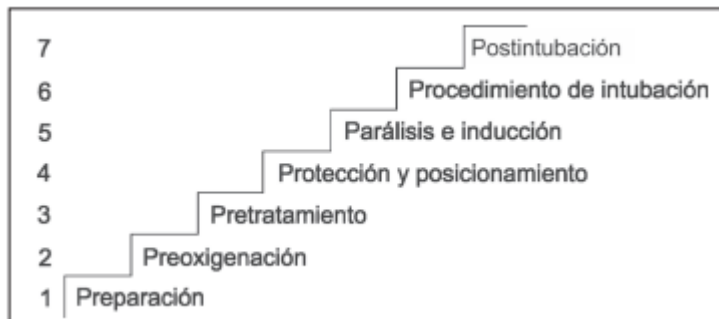 7 Postintubación
6 Procedimiento de intubación
5 Parálisis e inducción
4 Protección y posicionamiento
3 Pretratamiento
2 Preoxigenación
1 Preparación